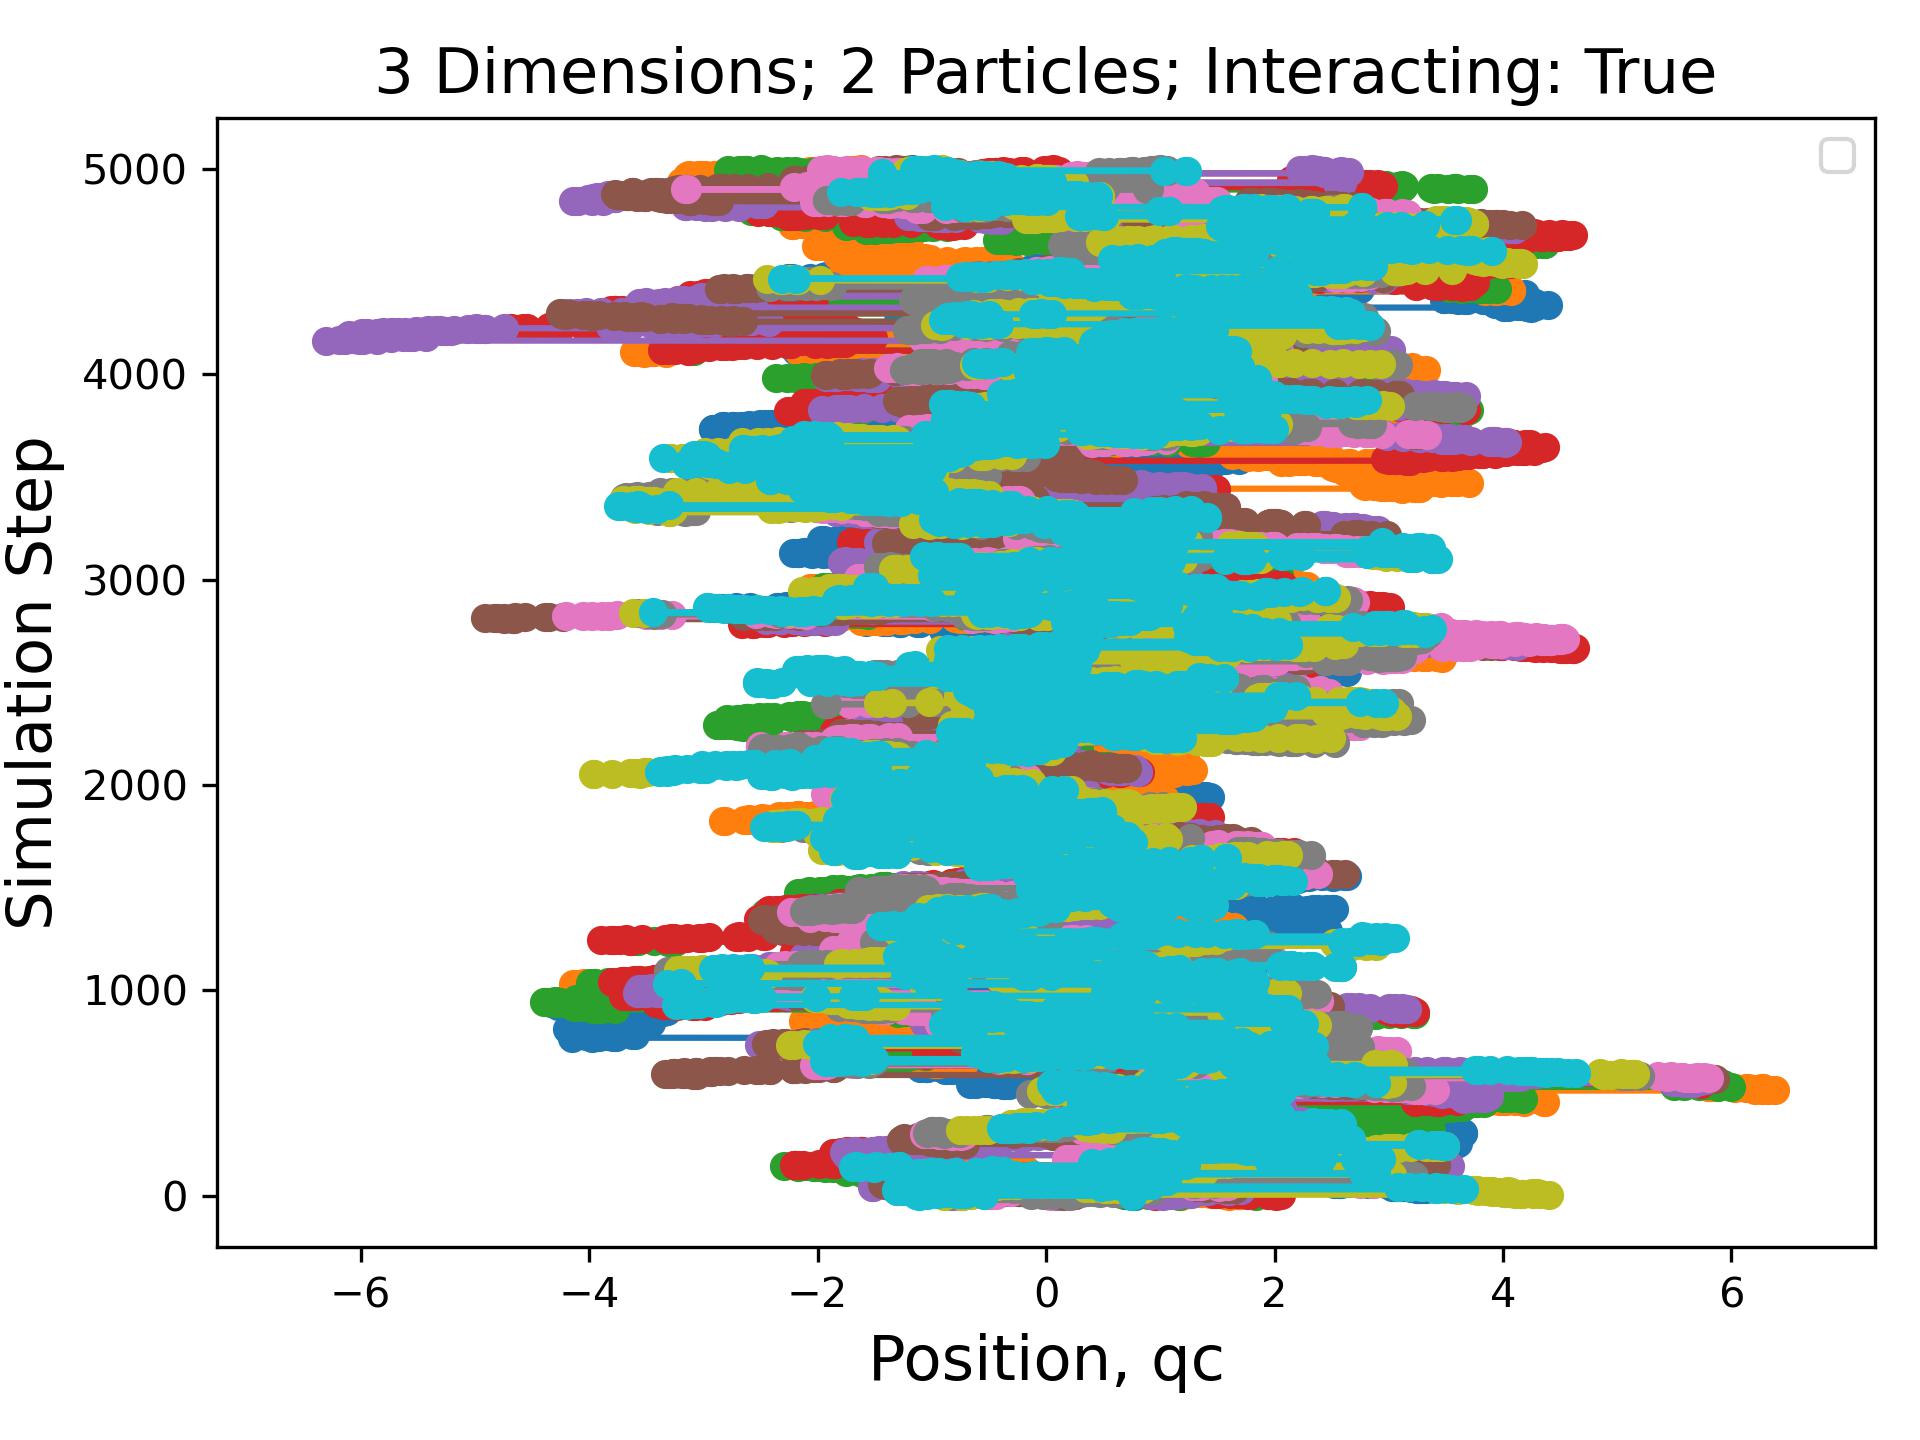 3 Dimensions; 2 Particles; Interacting: True
5000
4000
3000
2000
1000
0
Simulation Step
−6 −4 −2 0 2 4 6
Position, qc